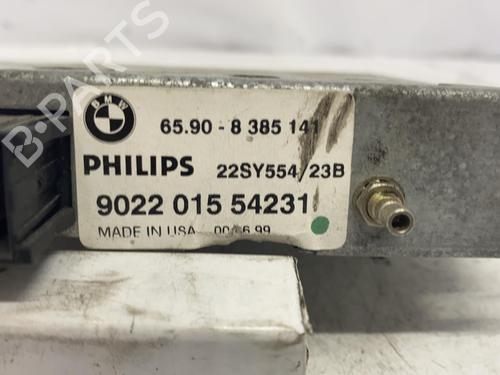 B-PARTS
BMW
65.90 - 8 385 141
PHILIPS 22SY554/23B
9022 015 54231
MADE IN USA